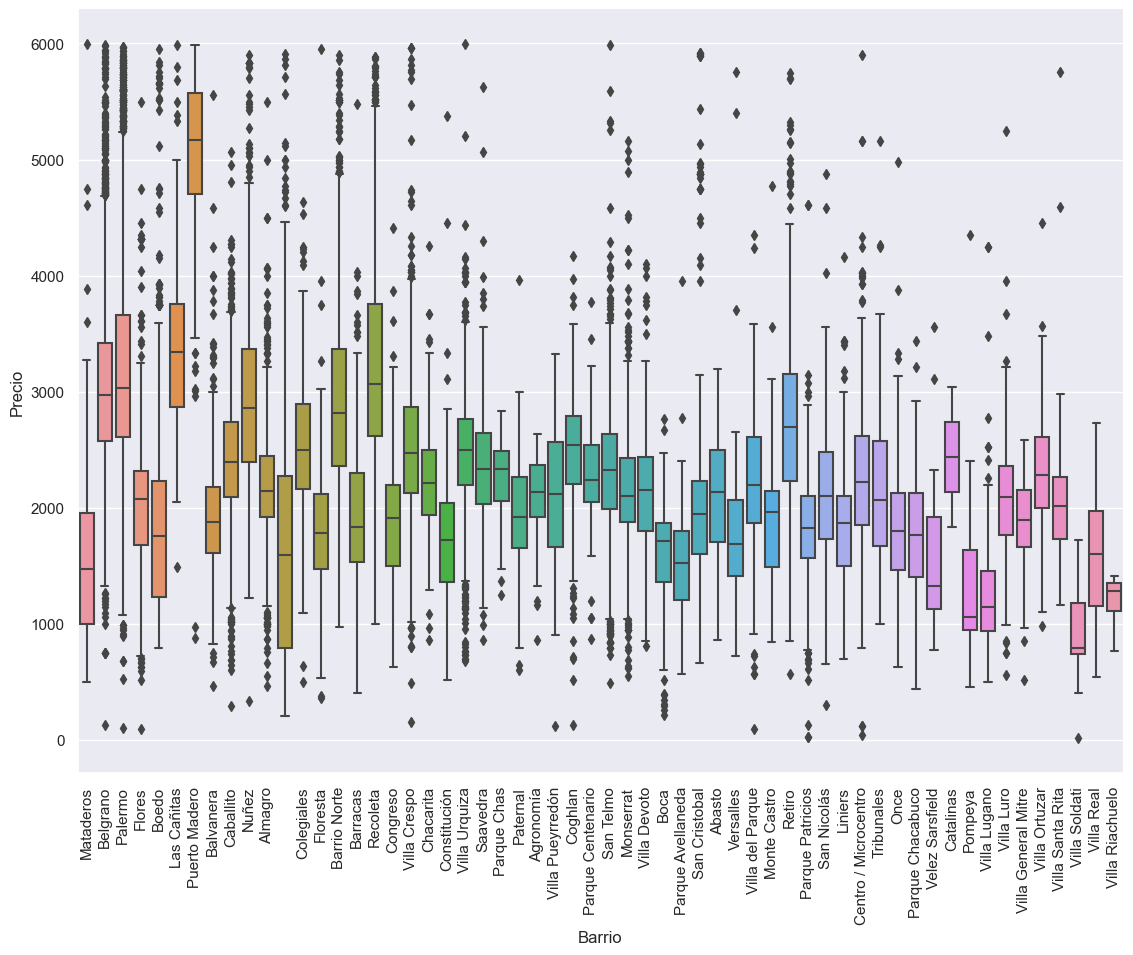 6000
5000
4000
3000
2000
1000
0
Precio
Mataderos
Belgrano
Palermo
Flores
Boedo
Las Cañitas
Puerto Madero
Balvanera
Caballito
Nuñez
Almagro
Colegiales
Floresta
Barrio Norte
Barracas
Recoleta
Congreso
Villa Crespo
Chacarita
Constitución
Villa Urquiza
Saavedra
Parque Chas
Paternal
Agronomía
Villa Pueyrredón
Coghlan
Parque Centenario
San Telmo
Monserrat
Villa Devoto
Boca
Parque Avellaneda
San Cristobal
Abasto
Versalles
Villa del Parque
Monte Castro
Retiro
Parque Patricios
San Nicolás
Liniers
Centro / Microcentro
Tribunales
Once
Parque Chacabuco
Velez Sarsfield
Catalinas
Pompeya
Villa Lugano
Villa Luro
Villa General Mitre
Villa Ortuzar
Villa Santa Rita
Villa Soldati
Villa Real
Villa Riachuelo
Barrio